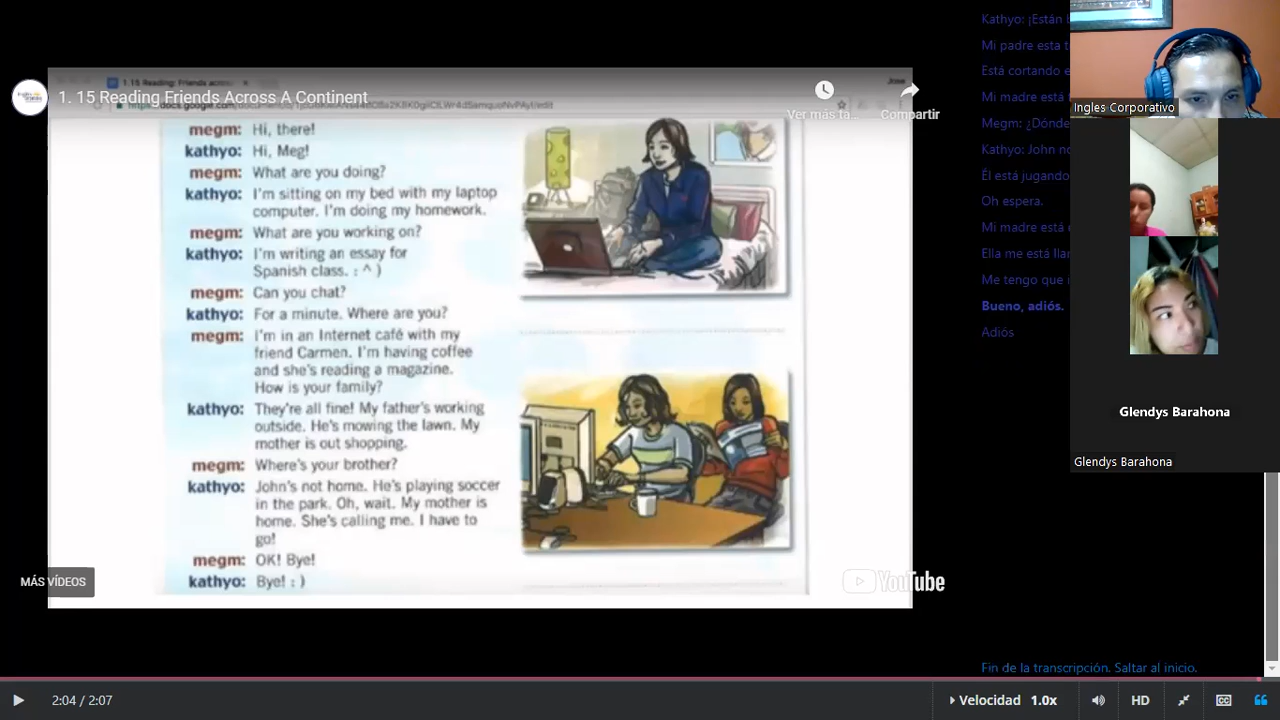 1. 15 Reading Friends Across A Continent
Ver más ta...
Compartir
megm: Hi, there!
kathyo: Hi, Meg!
megm: What are you doing?
kathyo: I'm sitting on my bed with my laptop
computer. I'm doing my homework.
megm: What are you working on?
kathyo: I'm writing an essay for
Spanish class. : ^ )
megm: Can you chat?
kathyo: For a minute. Where are you?
megm: I'm in an Internet café with my
friend Carmen. I'm having coffee
and she's reading a magazine.
How is your family?
kathyo: They're all fine! My father's working
outside. He's mowing the lawn. My
mother is out shopping.
megm: Where's your brother?
kathyo: John's not home. He's playing soccer
in the park. Oh, wait. My mother is
home. She's calling me. I have to
go!
megm: OK! Bye!
kathyo: Bye! : )
MÁS VÍDEOS
YouTube
Kathyo: ¡Están
Mi padre esta
Está cortando
Mi madre está
Megm: ¿Dónde
Kathyo: John no
Él está jugando
Oh espera.
Mi madre está
Ella me está
Me tengo que
Bueno, adiós.
Adiós
Fin de la transcripción. Saltar al inicio.
Ingles Corporativo
Glendys Barahona
Glendys Barahona
2:04 / 2:07
Velocidad 1.0x
HD
CC